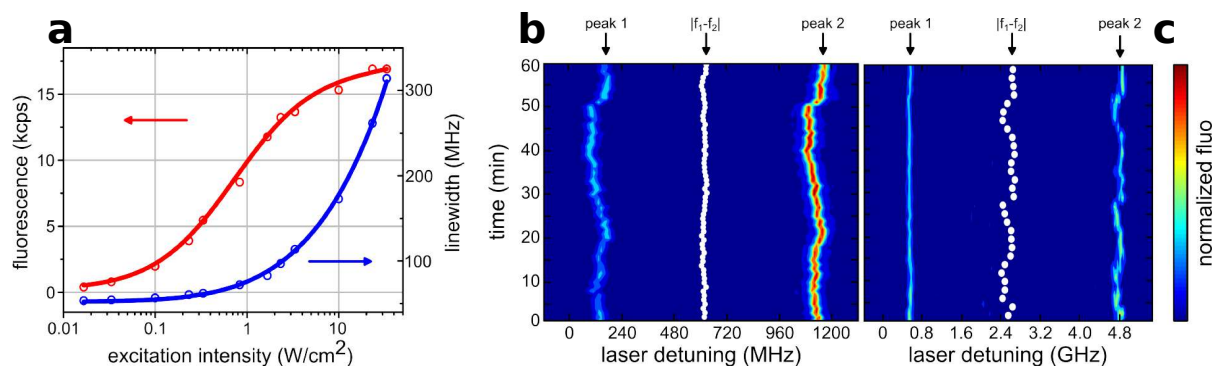 a
b
c
peak 1
|f₁-f₂|
peak 2
peak 1
|f₁-f₂|
peak 2
fluorescence (kcps)
15
10
5
0
300
200
100
linewidth (MHz)
0.01
0.1
1
10
excitation intensity (W/cm²)
time (min)
60
50
40
30
20
10
0
0
240
480
720
960
1200
laser detuning (MHz)
0
0.8
1.6
2.4
3.2
4.0
4.8
laser detuning (GHz)
normalized fluo